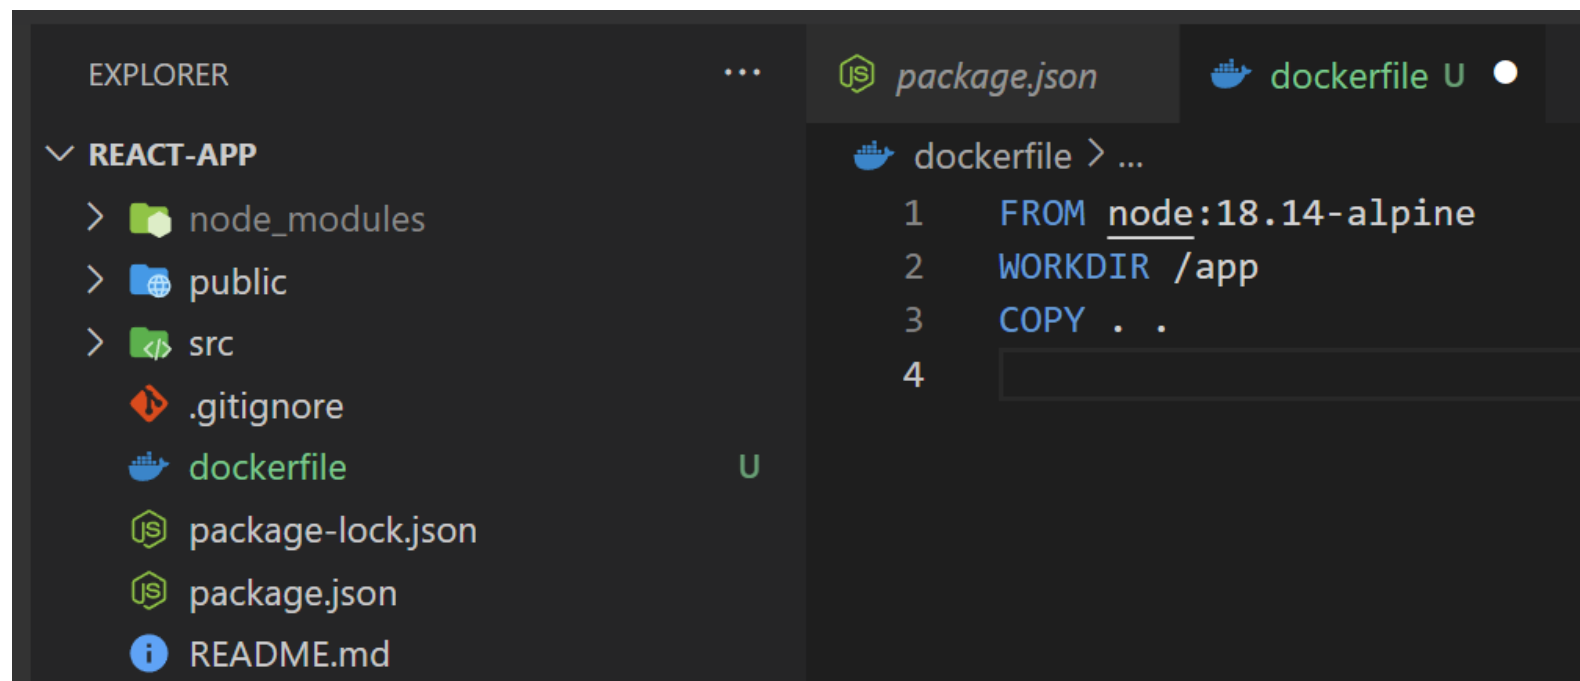 EXPLORER ...
REACT-APP
node_modules
public
src
.gitignore
dockerfile U
package-lock.json
package.json
README.md
package.json dockerfile U
dockerfile > ...
1 FROM node:18.14-alpine
2 WORKDIR /app
3 COPY . .
4